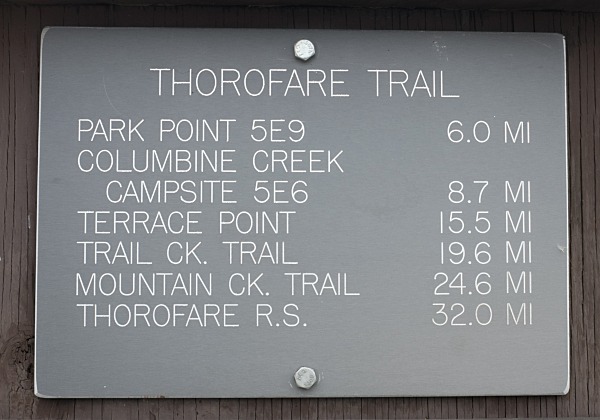 THOROFARE TRAIL
PARK POINT 5E9 6.0 MI
COLUMBINE CREEK
CAMPSITE 5E6 8.7 MI
TERRACE POINT 15.5 MI
TRAIL CK. TRAIL 19.6 MI
MOUNTAIN CK. TRAIL 24.6 MI
THOROFARE R.S. 32.0 MI